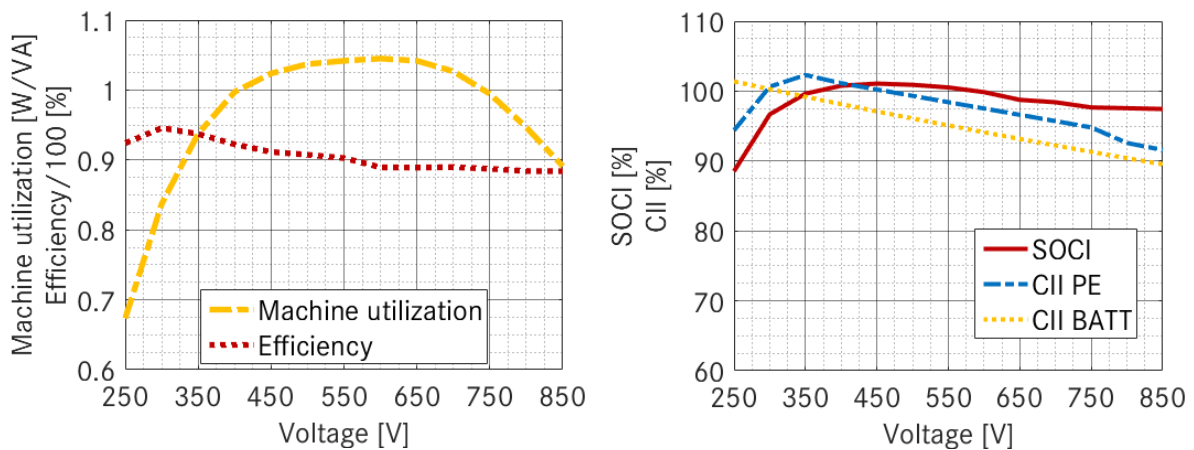 Machine utilization [W/VA]
Efficiency/100 [%]
1.1
1
0.9
0.8
0.7
0.6
Machine utilization
Efficiency
250 350 450 550 650 750 850
Voltage [V]
SOCI [%]
CII [%]
110
100
90
80
70
60
SOCI
CII PE
CII BATT
250 350 450 550 650 750 850
Voltage [V]